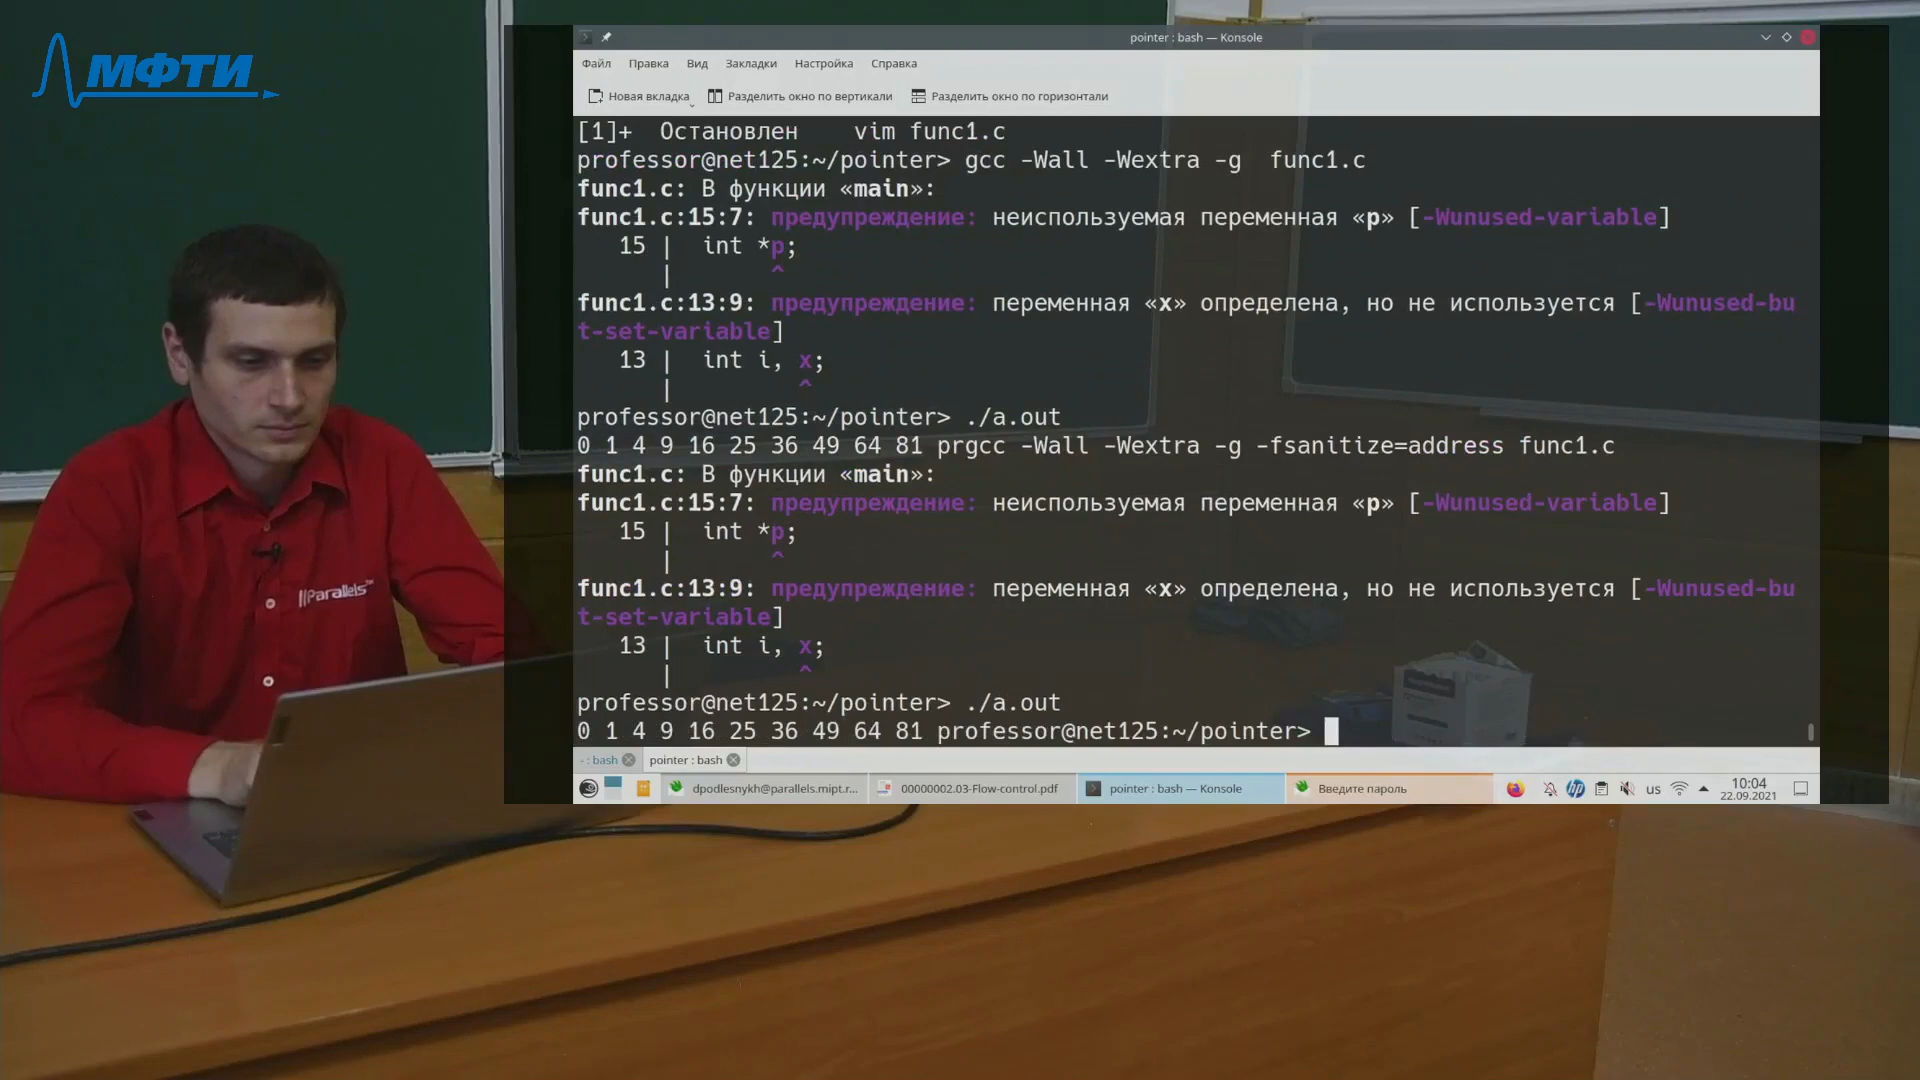 МФТИ
pointer : bash — Konsole
Файл Правка Вид Закладки Настройка Справка
Новая вкладка Разделить окно по вертикали Разделить окно по горизонтали
[1]+  Остановлен    vim func1.c
professor@net125:~/pointer> gcc -Wall -Wextra -g  func1.c
func1.c: В функции «main»:
func1.c:15:7: предупреждение: неиспользуемая переменная «p» [-Wunused-variable]
   15 |  int *p;
      |       ^
func1.c:13:9: предупреждение: переменная «x» определена, но не используется [-Wunused-bu
t-set-variable]
   13 |  int i, x;
      |         ^
professor@net125:~/pointer> ./a.out
0 1 4 9 16 25 36 49 64 81 prgcc -Wall -Wextra -g -fsanitize=address func1.c
func1.c: В функции «main»:
func1.c:15:7: предупреждение: неиспользуемая переменная «p» [-Wunused-variable]
   15 |  int *p;
      |       ^
func1.c:13:9: предупреждение: переменная «x» определена, но не используется [-Wunused-bu
t-set-variable]
   13 |  int i, x;
      |         ^
professor@net125:~/pointer> ./a.out
0 1 4 9 16 25 36 49 64 81 professor@net125:~/pointer>
- : bash pointer : bash
dpodlesnykh@parallels.mipt.r... 00000002.03-Flow-control.pdf pointer : bash — Konsole Введите пароль us 10:04
22.09.2021
||Parallels™